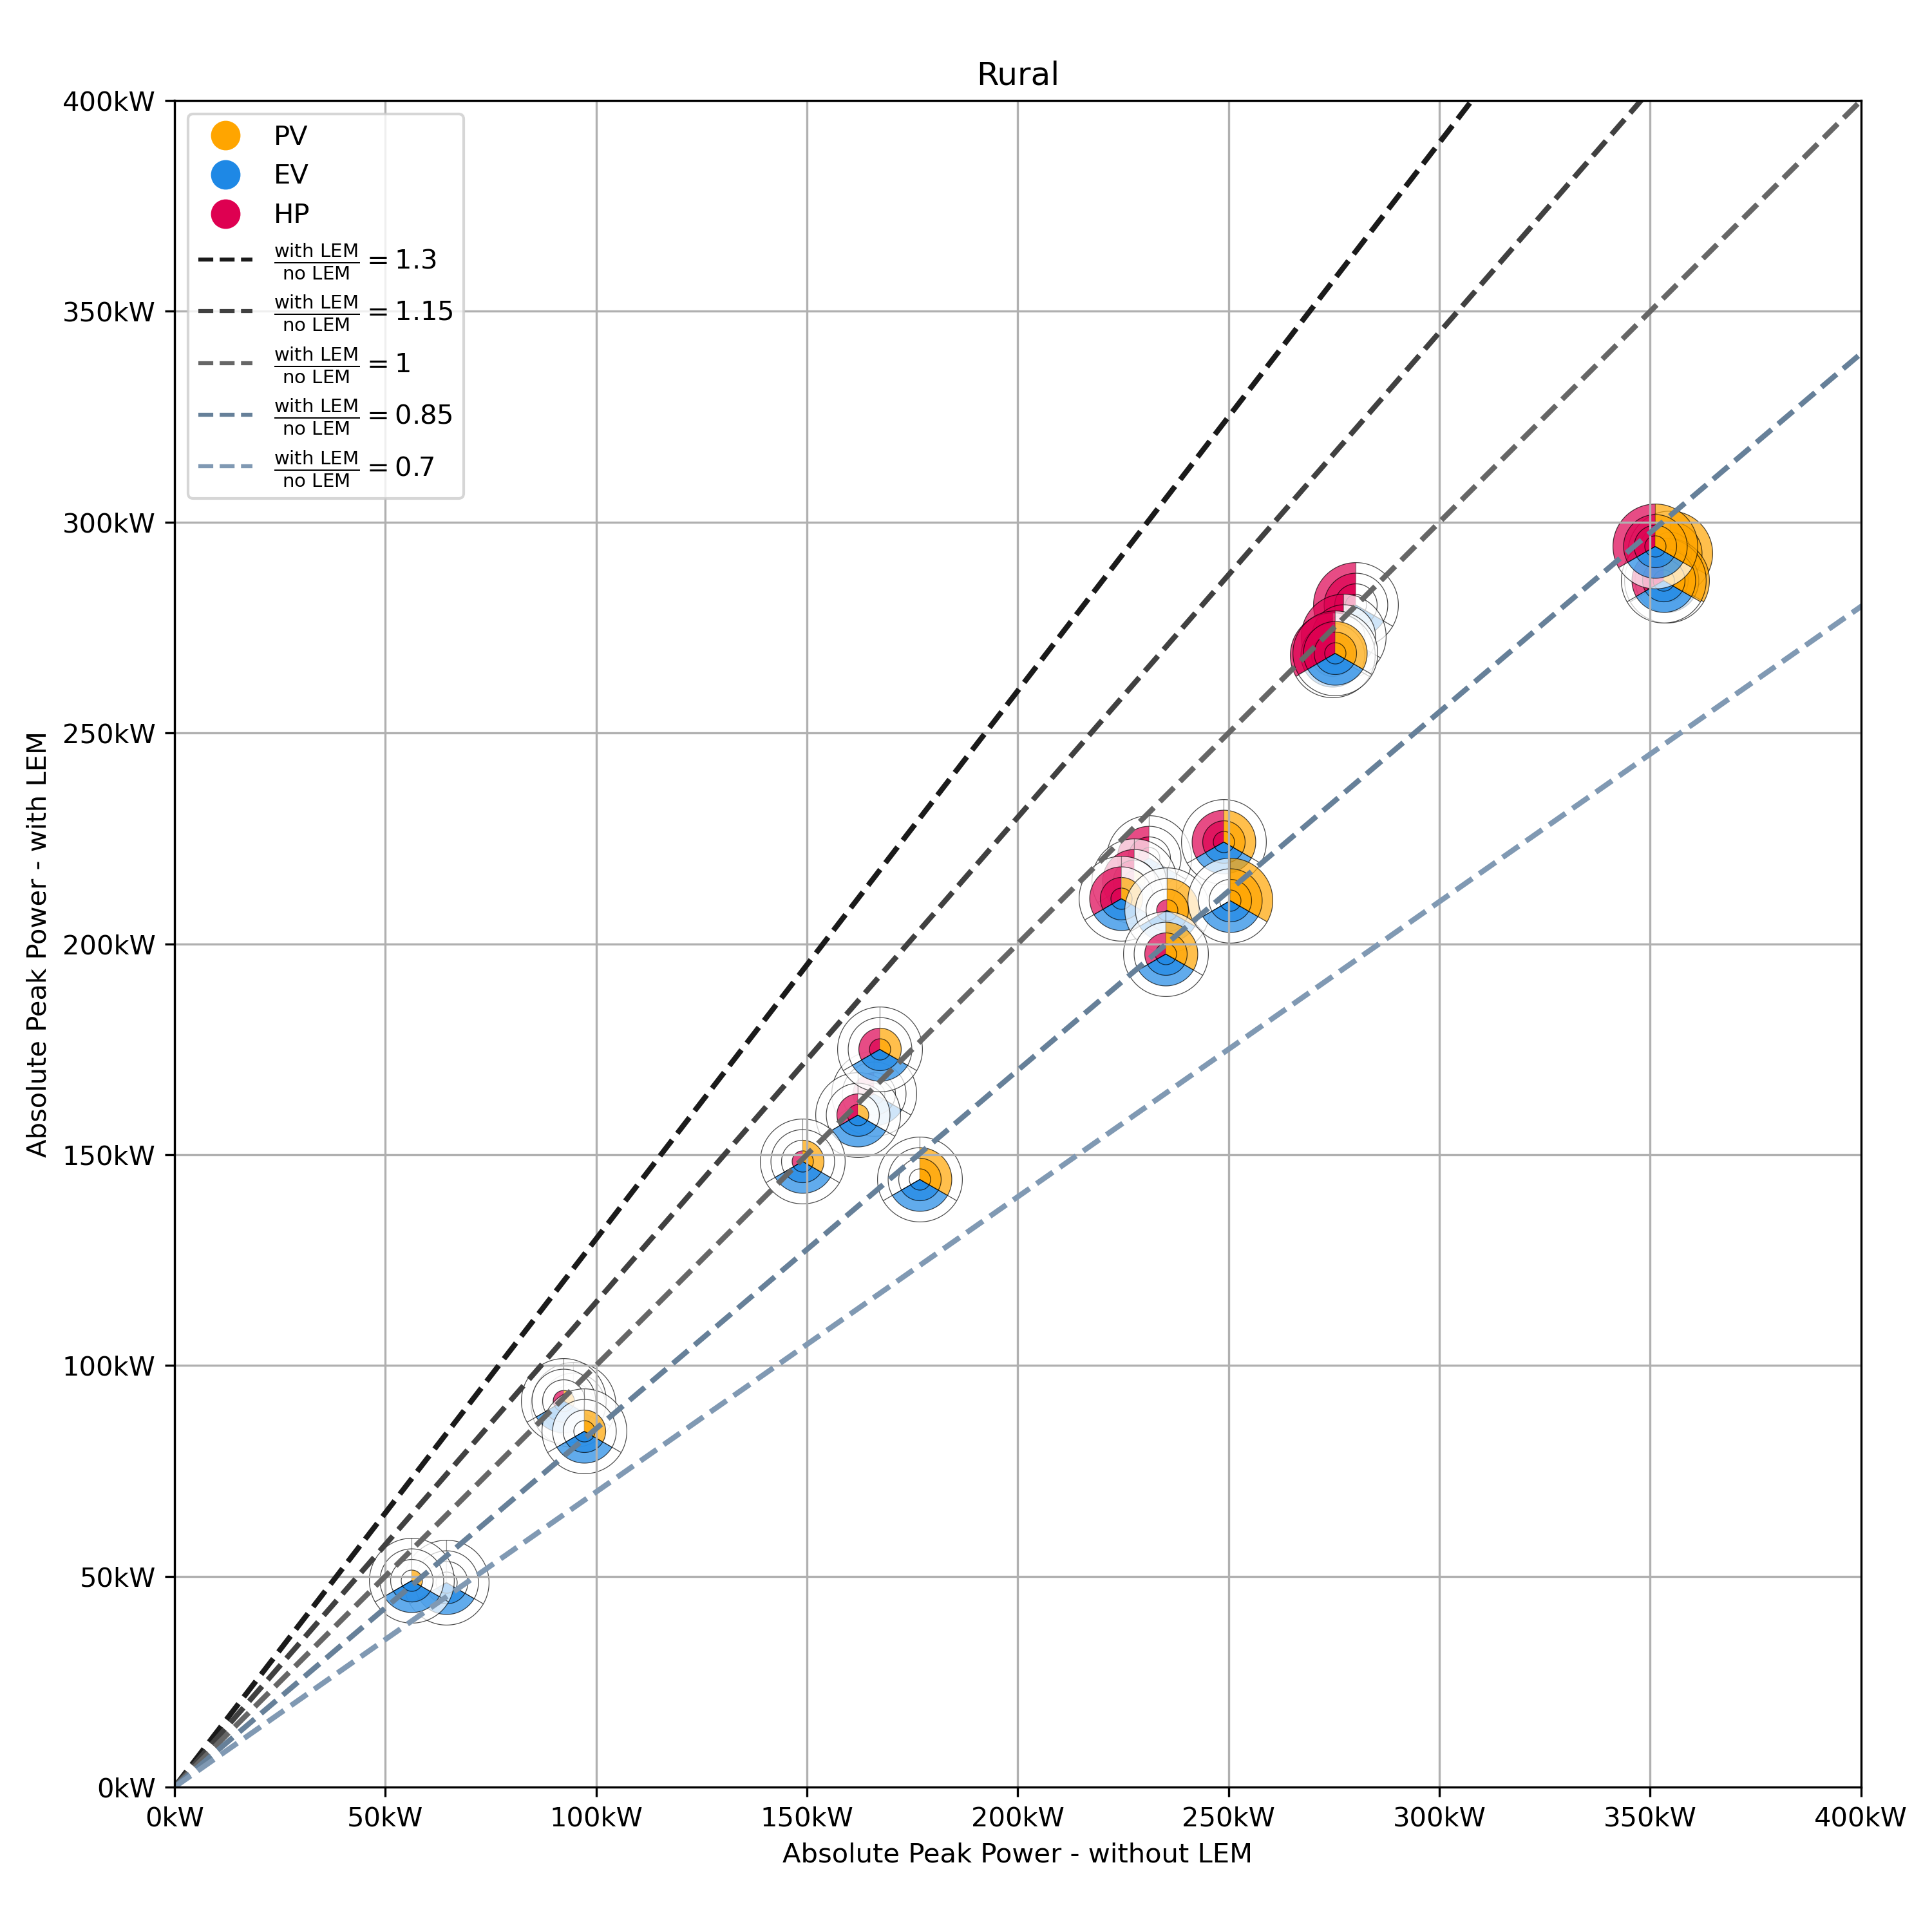 Rural
400kW
350kW
300kW
250kW
200kW
150kW
100kW
50kW
0kW
Absolute Peak Power - with LEM
PV
EV
HP
with LEM
no LEM
= 1.3
with LEM
no LEM
= 1.15
with LEM
no LEM
= 1
with LEM
no LEM
= 0.85
with LEM
no LEM
= 0.7
0kW 50kW 100kW 150kW 200kW 250kW 300kW 350kW 400kW
Absolute Peak Power - without LEM